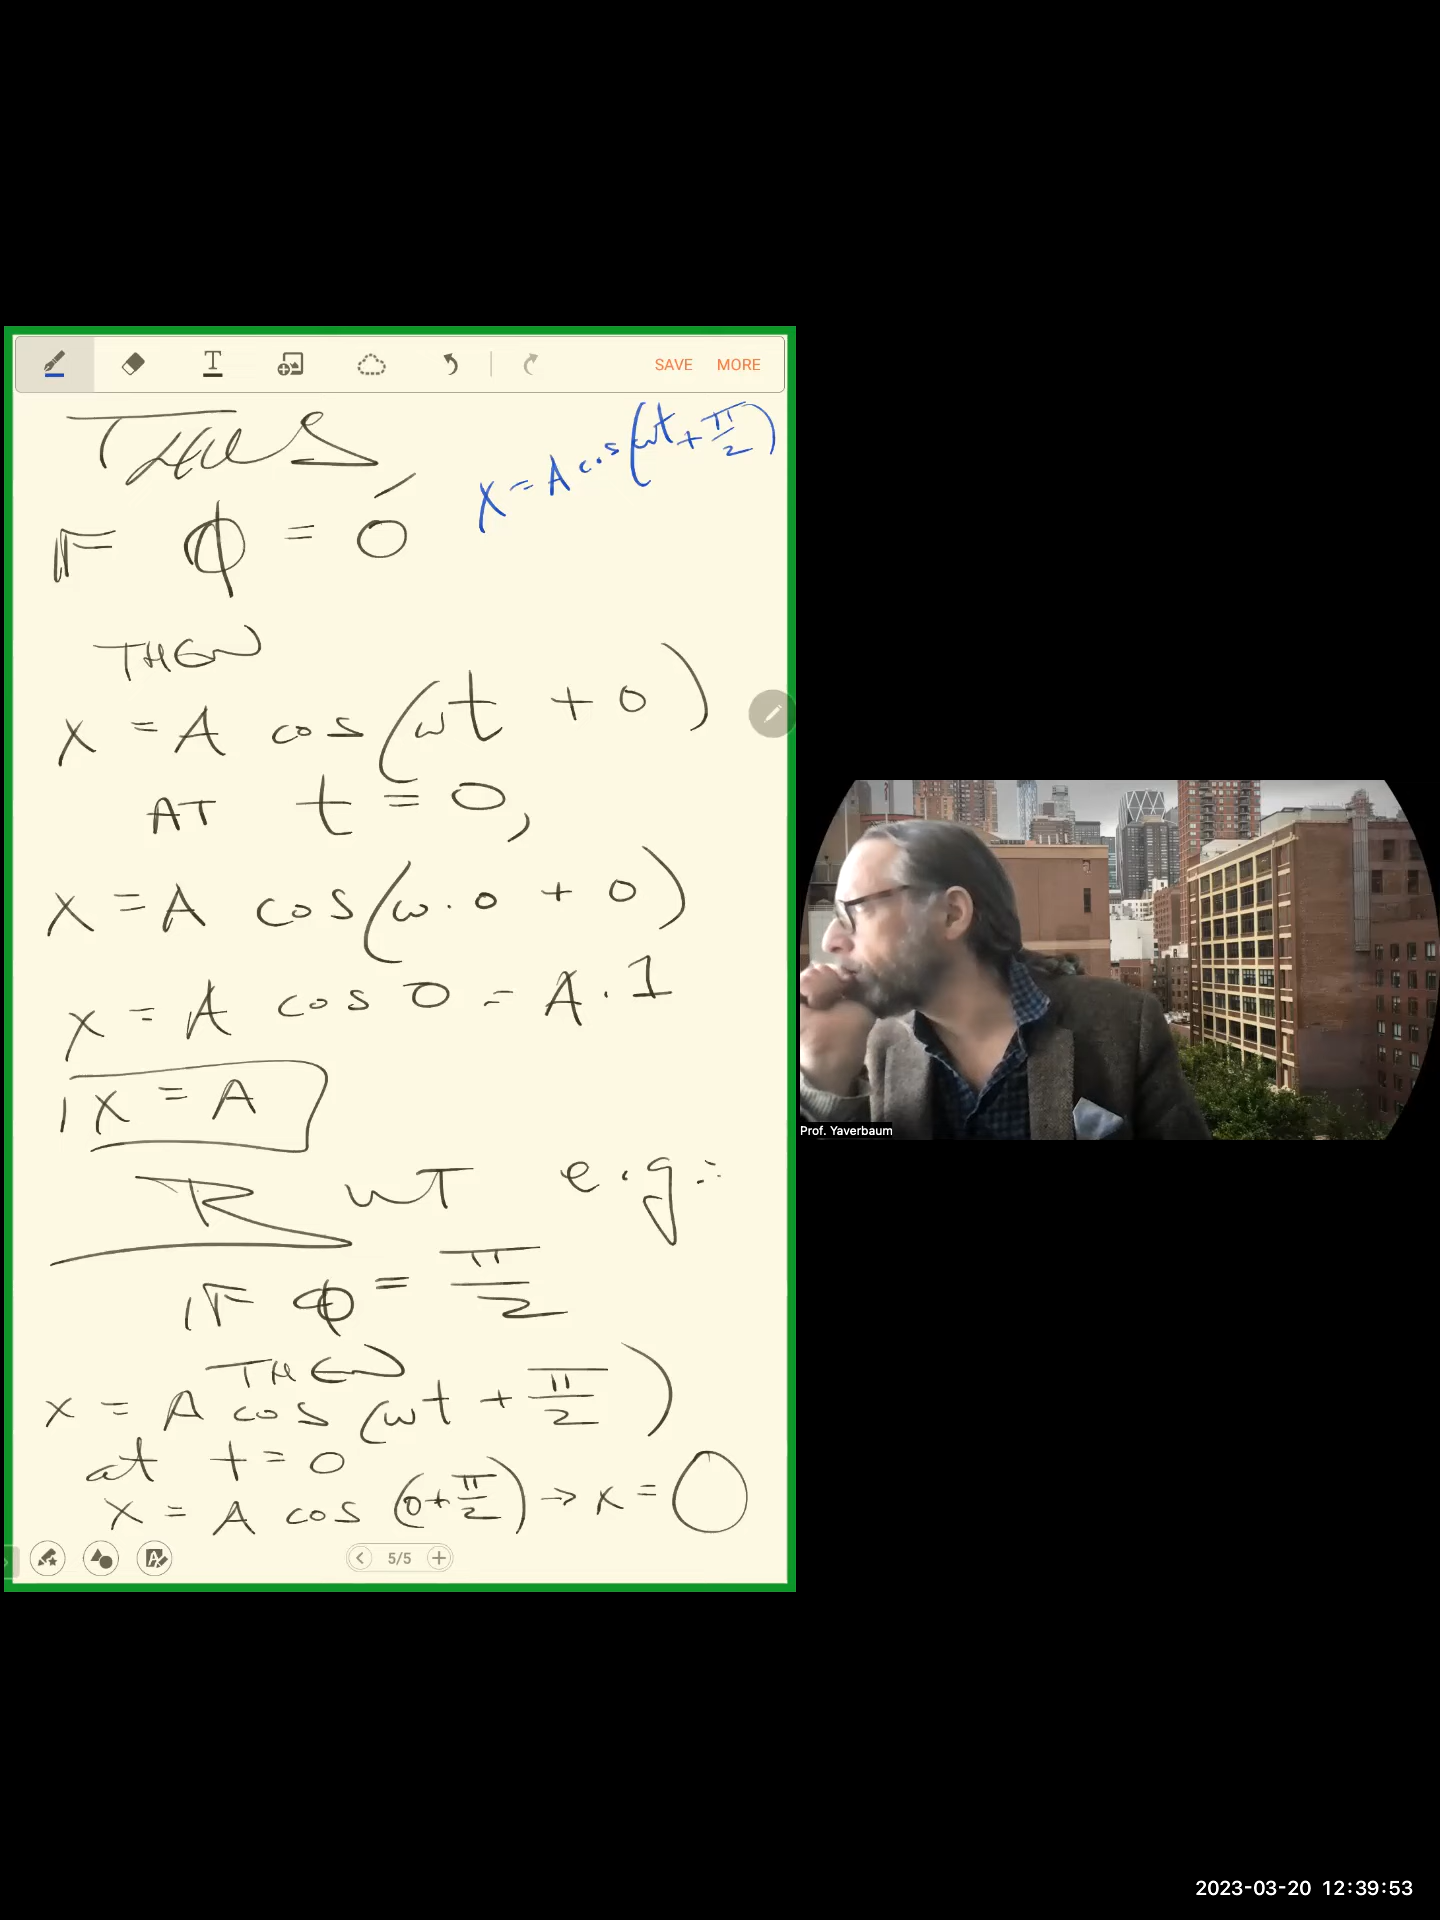 T
SAVE MORE
THUS,
x = A cos(ωt + π/2)
IF ϕ = 0
THEN
x = A cos(ωt + 0)
AT t = 0,
x = A cos(ω·0 + 0)
x = A cos 0 = A·1
x = A
e.g.:
IF ϕ = π/2
THEN
x = A cos(ωt + π/2)
at t = 0
x = A cos (0 + π/2) → x = 0
5/5
Prof. Yaverbaum
2023-03-20 12:39:53